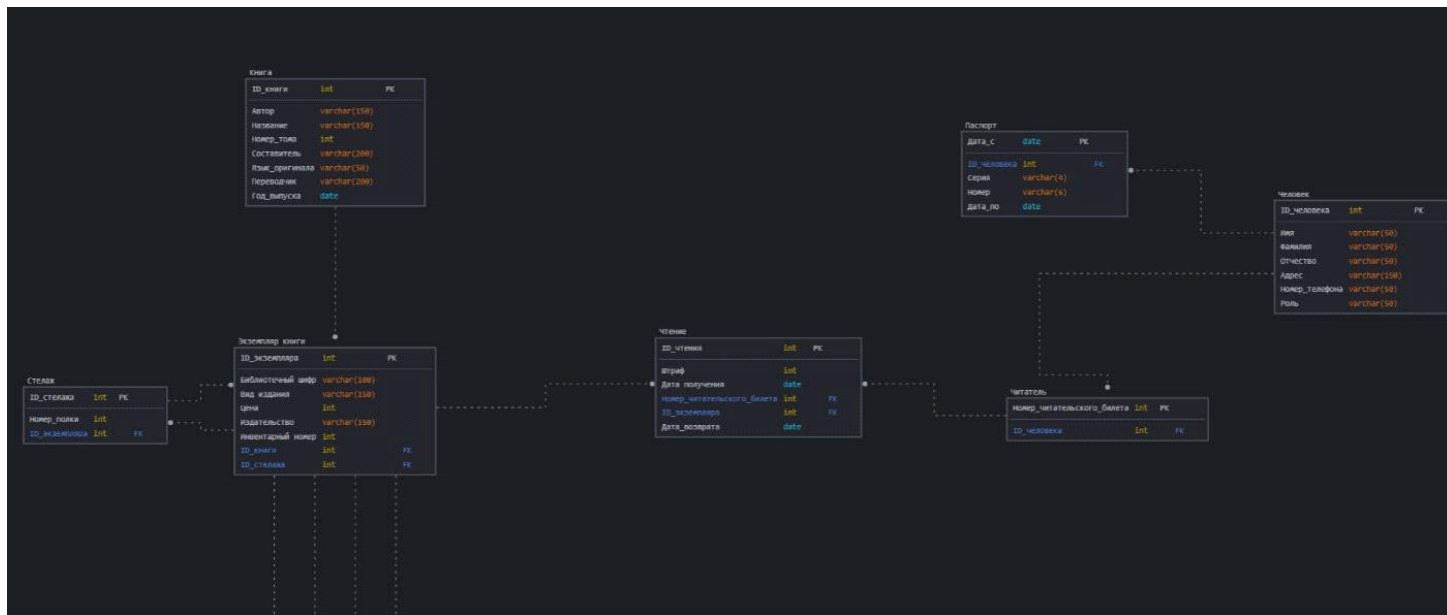 Книга
ID_книги int PK
Автор varchar(150)
Название varchar(150)
Номер_тома int
Составитель varchar(200)
Язык_оригинала varchar(50)
Переводчик varchar(200)
Год_выпуска date
Паспорт
Дата_с date PK
ID_человека int FK
Серия varchar(4)
Номер varchar(6)
Дата_по date
Человек
ID_человека int PK
Имя varchar(50)
Фамилия varchar(50)
Отчество varchar(50)
Адрес varchar(150)
Номер_телефона varchar(50)
Роль varchar(50)
Экземпляр книги
ID_экземпляра int PK
Библиотечный шифр varchar(100)
Вид издания varchar(150)
Цена int
Издательство varchar(150)
Инвентарный номер int
ID_книги int FK
ID_стелажа int FK
Чтение
ID_чтения int PK
Штраф int
Дата получения date
Номер_читательского_билета int FK
ID_экземпляра int FK
Дата_возврата date
Стелаж
ID_стелажа int PK
Номер_полки int
ID_экземпляра int FK
Читатель
Номер_читательского_билета int PK
ID_человека int FK